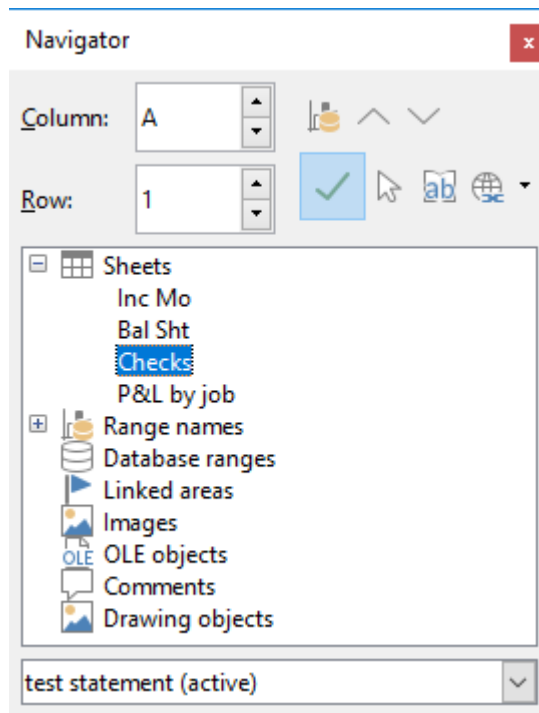 Navigator
x
Column: A
Row: 1
ab
Sheets
Inc Mo
Bal Sht
Checks
P&L by job
Range names
Database ranges
Linked areas
Images
OLE OLE objects
Comments
Drawing objects
test statement (active)